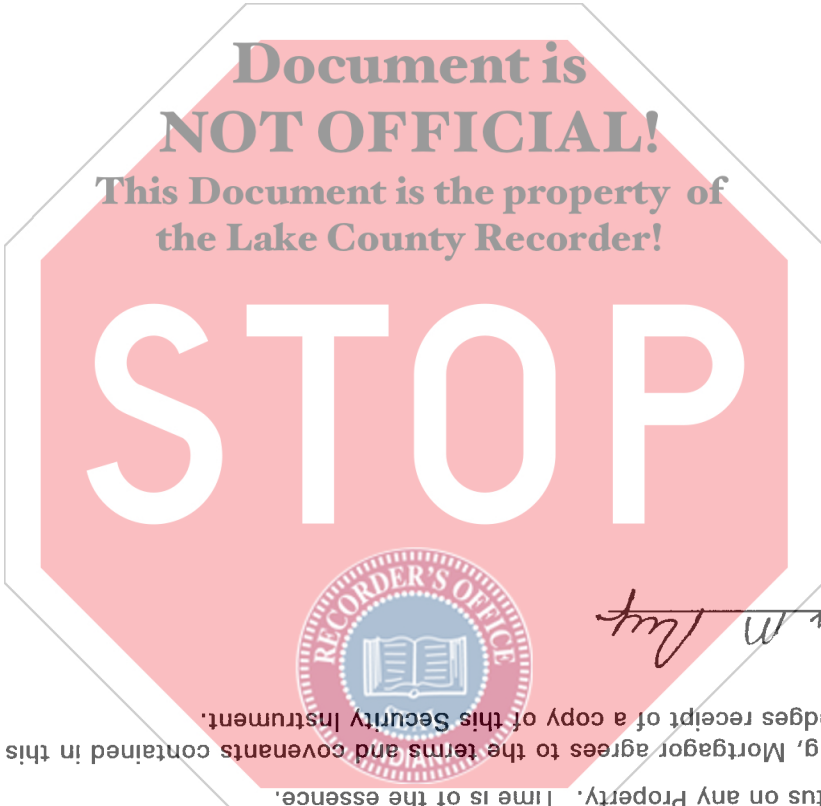 Document is
NOT OFFICIAL!
This Document is the property of
the Lake County Recorder!
STOP
RECORDER'S OFFICE
INDIANA
on any Property. Time is of the essence.
Mortgagor agrees to the terms and covenants contained in this
receipt of a copy of this Security Instrument.